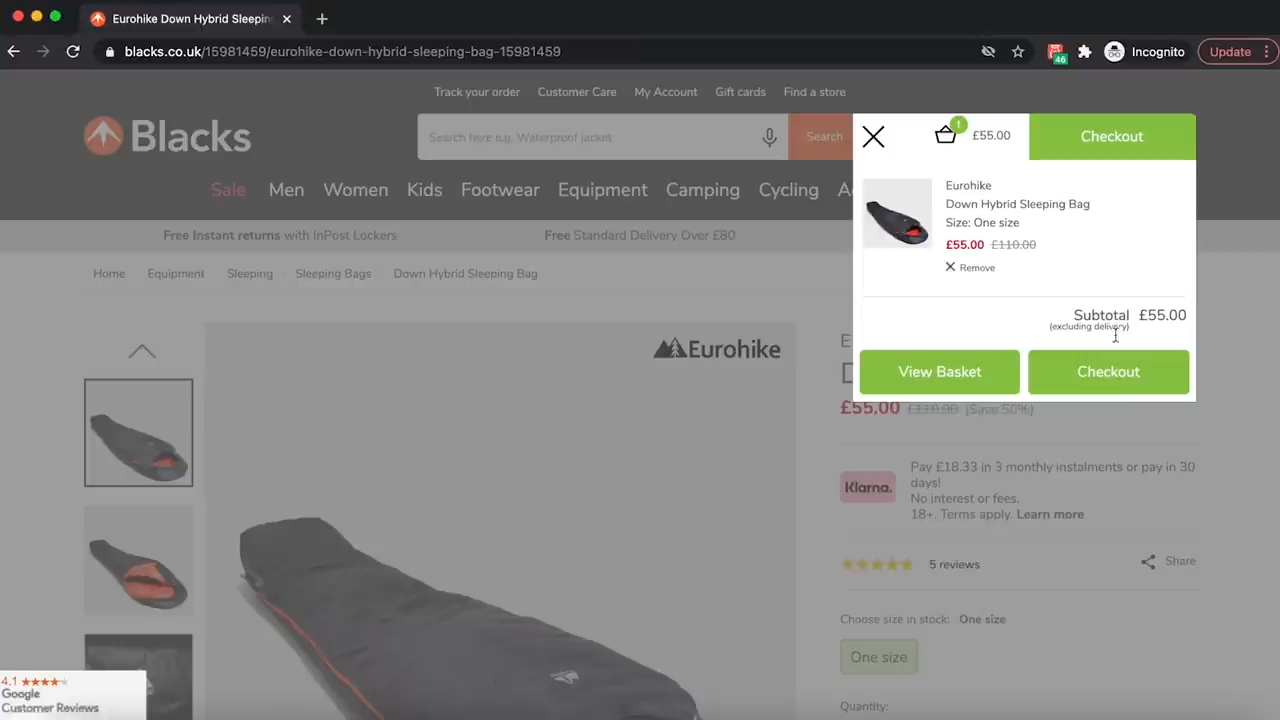 Eurohike Down Hybrid Sleepin
blacks.co.uk/15981459/eurohike-down-hybrid-sleeping-bag-15981459
46
Incognito
Update
Track your order
Customer Care
My Account
Gift cards
Find a store
Blacks
Search here e.g. Waterproof jacket
Search
1
£55.00
Checkout
Sale
Men
Women
Kids
Footwear
Equipment
Camping
Cycling
Free Instant returns with InPost Lockers
Free Standard Delivery Over £80
Eurohike
Down Hybrid Sleeping Bag
Size: One size
£55.00 £110.00
Remove
Subtotal £55.00
(excluding delivery)
View Basket
Checkout
Home
Equipment
Sleeping
Sleeping Bags
Down Hybrid Sleeping Bag
Eurohike
£55.00 £110.00 (Save 50%)
Klarna.
Pay £18.33 in 3 monthly instalments or pay in 30
days!
No interest or fees.
18+. Terms apply. Learn more
5 reviews
Share
Choose size in stock: One size
One size
Quantity:
4.1
Google
Customer Reviews